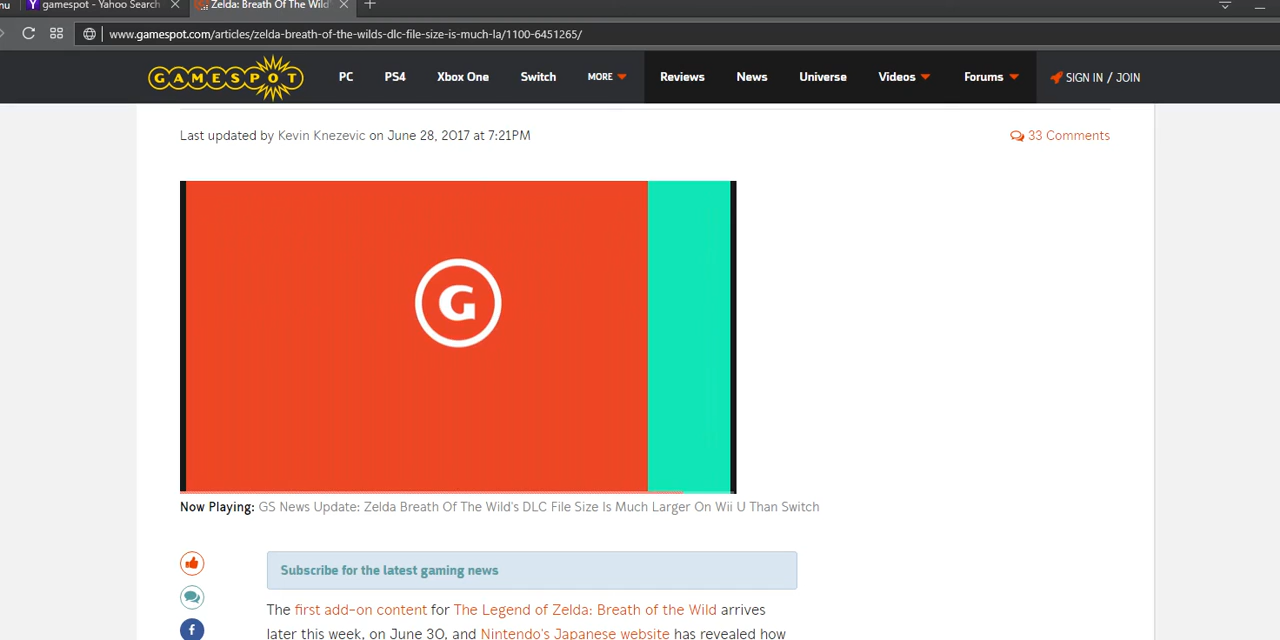 nu gamespot - Yahoo Search Zelda: Breath Of The Wild'
www.gamespot.com/articles/zelda-breath-of-the-wilds-dlc-file-size-is-much-la/1100-6451265/
GAMESPOT PC PS4 Xbox One Switch MORE Reviews News Universe Videos Forums SIGN IN / JOIN
Last updated by Kevin Knezevic on June 28, 2017 at 7:21PM 33 Comments
G
Now Playing: GS News Update: Zelda Breath Of The Wild's DLC File Size Is Much Larger On Wii U Than Switch
Subscribe for the latest gaming news
The first add-on content for The Legend of Zelda: Breath of the Wild arrives
later this week, on June 30, and Nintendo's Japanese website has revealed how